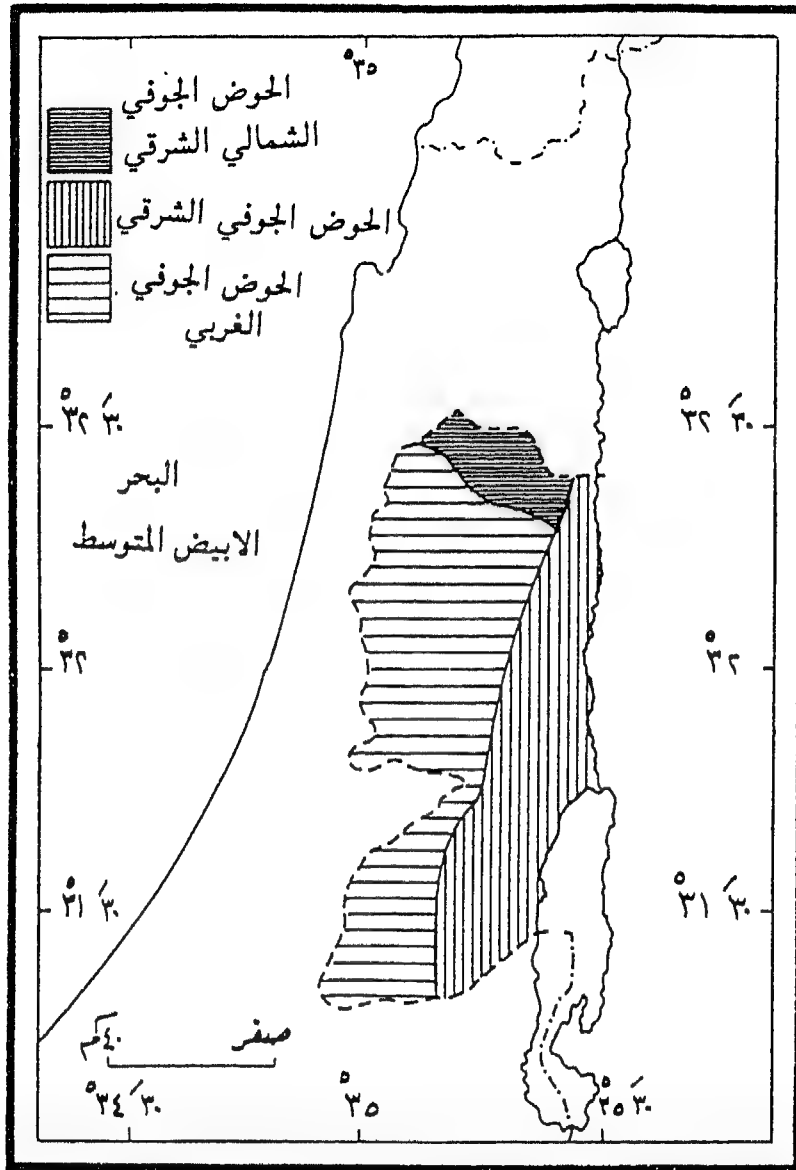 ٣٥°
الحوض الجوفي
الشمالي الشرقي
الحوض الجوفي الشرقي
الحوض الجوفي
الغربي
٣٢° ٣٠′
٣٢° ٣٠′
البحر
الابيض المتوسط
٣٢°
٣٢°
٣١° ٣٠′
٣١° ٣٠′
٤٠كم صفر
٣٤° ٣٠′
٣٥°
٣٥° ٣٠′